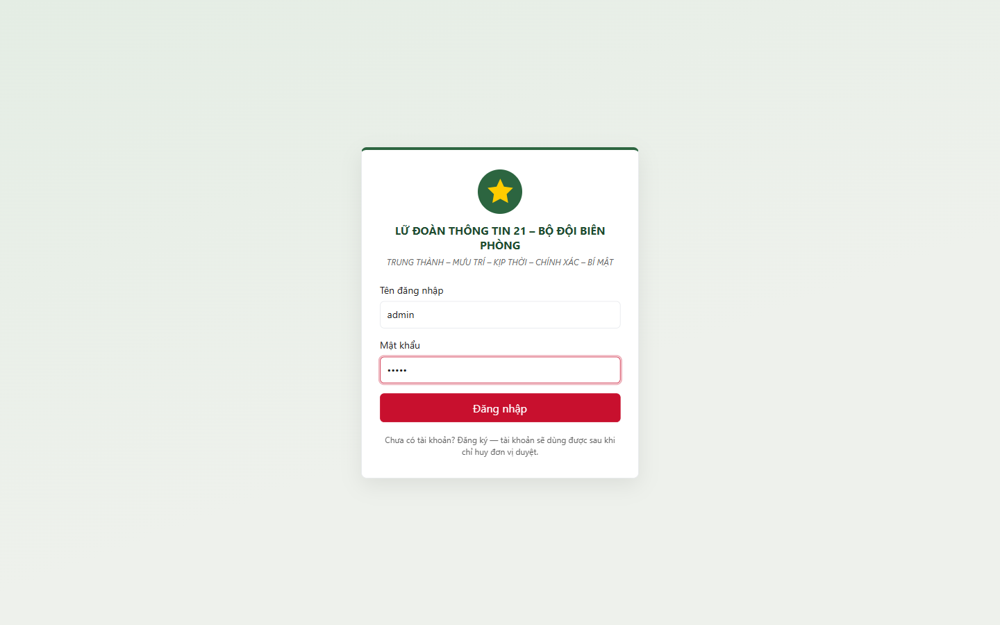 LỮ ĐOÀN THÔNG TIN 21 – BỘ ĐỘI BIÊN
PHÒNG
TRUNG THÀNH – MƯU TRÍ – KỊP THỜI – CHÍNH XÁC – BÍ MẬT
Tên đăng nhập
admin
Mật khẩu
•••••
Đăng nhập
Chưa có tài khoản? Đăng ký — tài khoản sẽ dùng được sau khi
chỉ huy đơn vị duyệt.